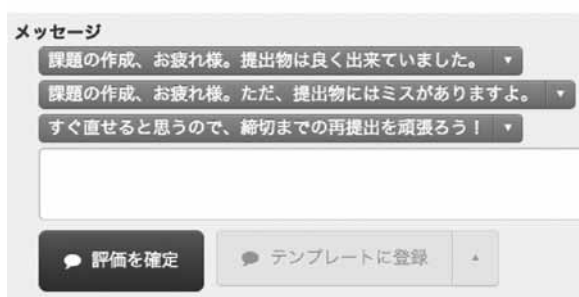 メッセージ
課題の作成、お疲れ様。提出物は良く出来ていました。
課題の作成、お疲れ様。ただ、提出物にはミスがありますよ。
すぐ直せると思うので、締切までの再提出を頑張ろう！
評価を確定
テンプレートに登録